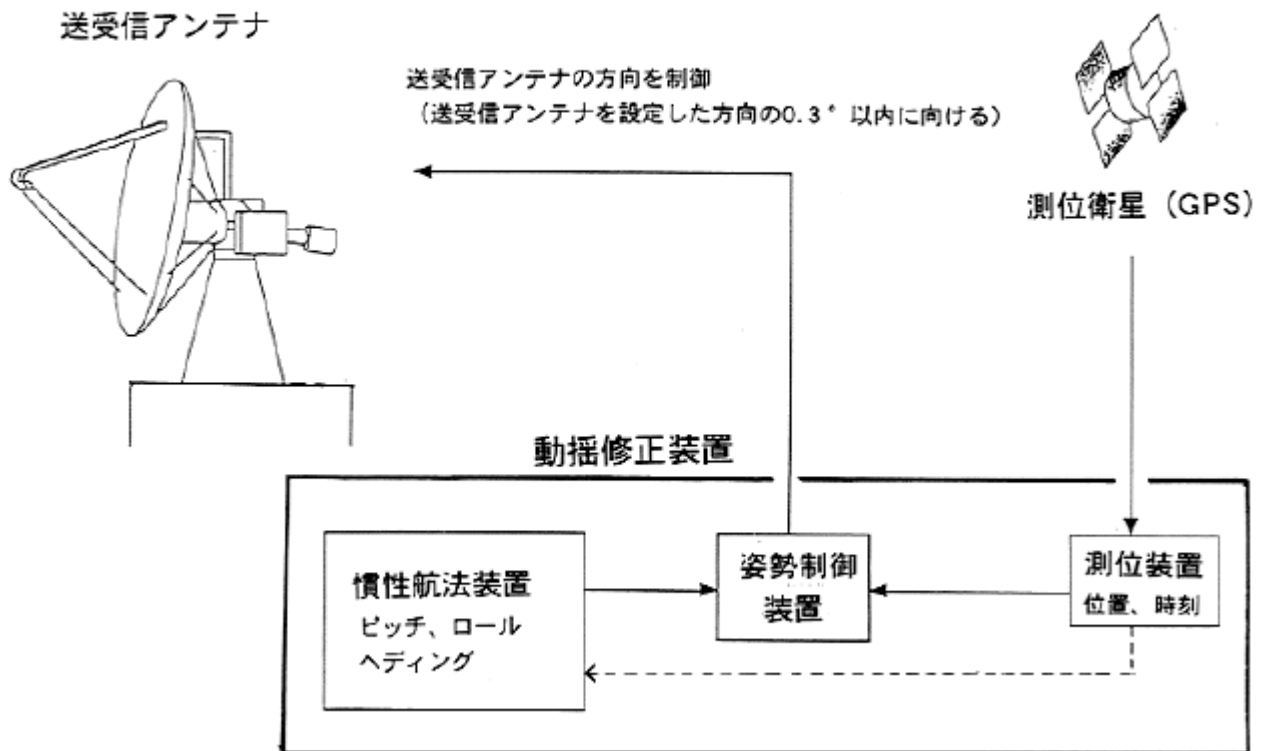 送受信アンテナ
送受信アンテナの方向を制御
（送受信アンテナを設定した方向の0.3°以内に向ける）
測位衛星（GPS）
動揺修正装置
慣性航法装置
ピッチ、ロール
ヘディング
姿勢制御
装置
測位装置
位置、時刻